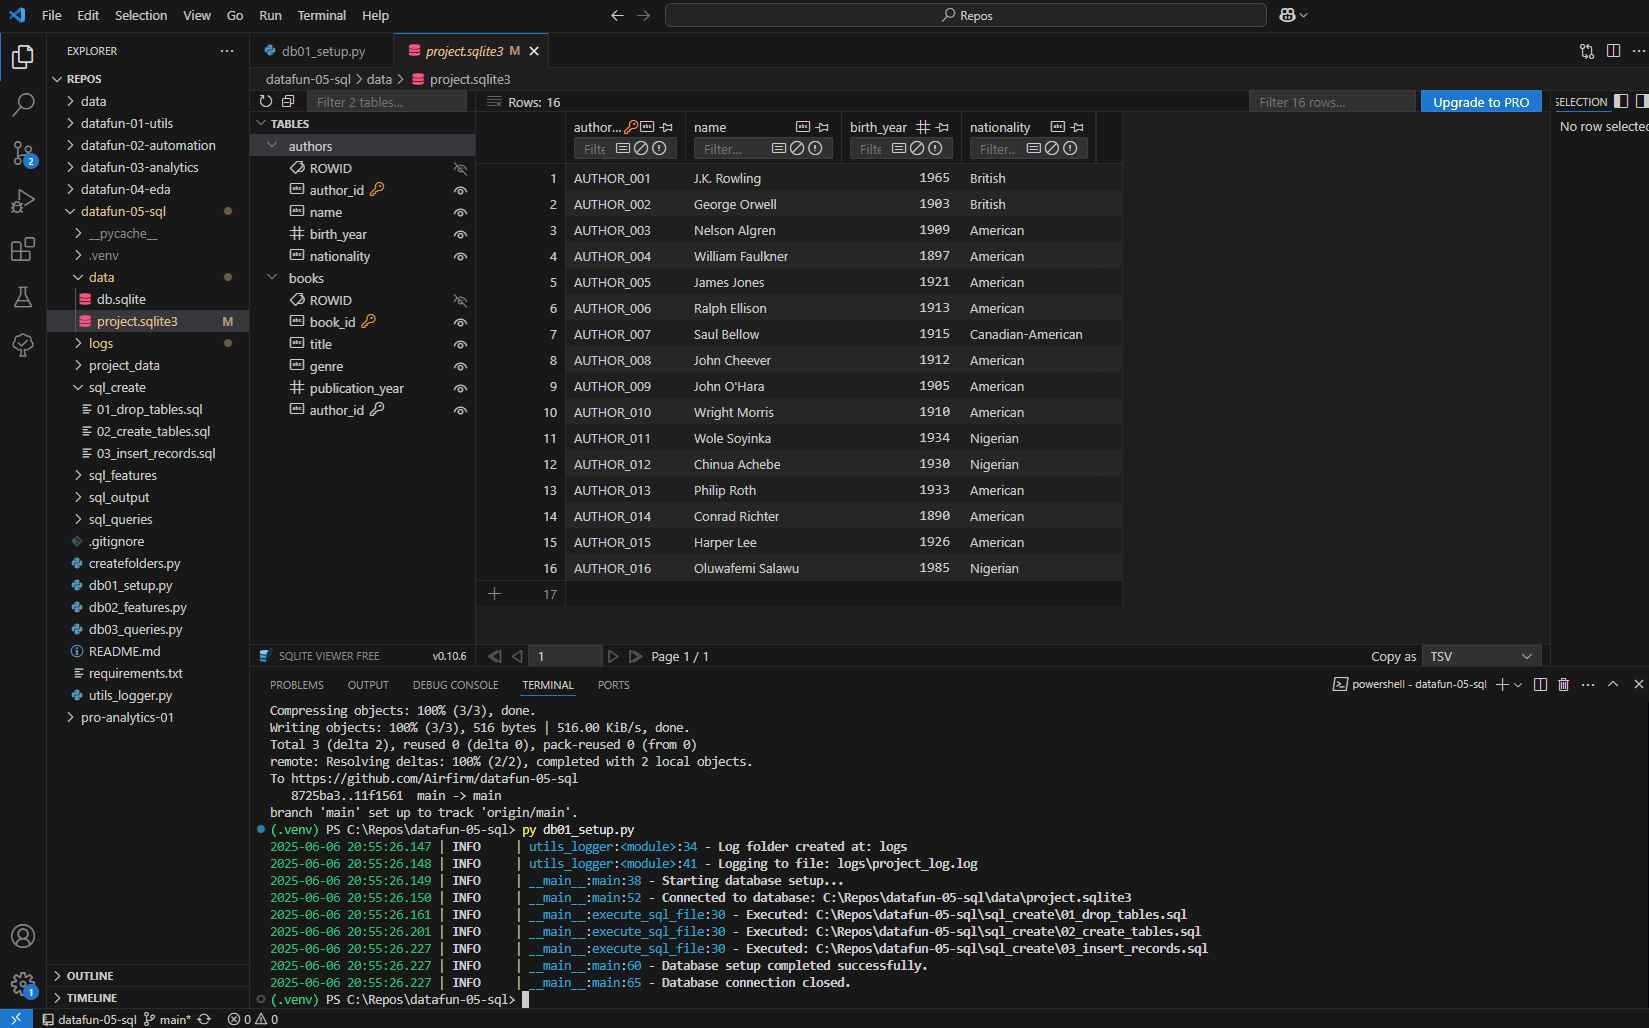 File Edit Selection View Go Run Terminal Help
Repos
EXPLORER
REPOS
data
datafun-01-utils
datafun-02-automation
datafun-03-analytics
datafun-04-eda
datafun-05-sql
__pycache__
.venv
data
db.sqlite
project.sqlite3 M
logs
project_data
sql_create
01_drop_tables.sql
02_create_tables.sql
03_insert_records.sql
sql_features
sql_output
sql_queries
.gitignore
createfolders.py
db01_setup.py
db02_features.py
db03_queries.py
README.md
requirements.txt
utils_logger.py
pro-analytics-01
OUTLINE
TIMELINE
2
1
db01_setup.py project.sqlite3 M
datafun-05-sql > data > project.sqlite3
Filter 2 tables...
Rows: 16
Filter 16 rows...
Upgrade to PRO
SELECTION
No row selected
TABLES
authors
ROWID
author_id
name
birth_year
nationality
books
ROWID
book_id
title
genre
publication_year
author_id
author... name birth_year nationality
Filte Filter... Filte Filter...
1 AUTHOR_001 J.K. Rowling 1965 British
2 AUTHOR_002 George Orwell 1903 British
3 AUTHOR_003 Nelson Algren 1909 American
4 AUTHOR_004 William Faulkner 1897 American
5 AUTHOR_005 James Jones 1921 American
6 AUTHOR_006 Ralph Ellison 1913 American
7 AUTHOR_007 Saul Bellow 1915 Canadian-American
8 AUTHOR_008 John Cheever 1912 American
9 AUTHOR_009 John O'Hara 1905 American
10 AUTHOR_010 Wright Morris 1910 American
11 AUTHOR_011 Wole Soyinka 1934 Nigerian
12 AUTHOR_012 Chinua Achebe 1930 Nigerian
13 AUTHOR_013 Philip Roth 1933 American
14 AUTHOR_014 Conrad Richter 1890 American
15 AUTHOR_015 Harper Lee 1926 American
16 AUTHOR_016 Oluwafemi Salawu 1985 Nigerian
17
SQLITE VIEWER FREE v0.10.6
1 Page 1 / 1
Copy as TSV
PROBLEMS OUTPUT DEBUG CONSOLE TERMINAL PORTS
powershell - datafun-05-sql
Compressing objects: 100% (3/3), done.
Writing objects: 100% (3/3), 516 bytes | 516.00 KiB/s, done.
Total 3 (delta 2), reused 0 (delta 0), pack-reused 0 (from 0)
remote: Resolving deltas: 100% (2/2), completed with 2 local objects.
To https://github.com/Airfirm/datafun-05-sql
8725ba3..11f1561 main -> main
branch 'main' set up to track 'origin/main'.
(.venv) PS C:\Repos\datafun-05-sql> py db01_setup.py
2025-06-06 20:55:26.147 | INFO | utils_logger:<module>:34 - Log folder created at: logs
2025-06-06 20:55:26.148 | INFO | utils_logger:<module>:41 - Logging to file: logs\project_log.log
2025-06-06 20:55:26.149 | INFO | __main__:main:38 - Starting database setup...
2025-06-06 20:55:26.150 | INFO | __main__:main:52 - Connected to database: C:\Repos\datafun-05-sql\data\project.sqlite3
2025-06-06 20:55:26.161 | INFO | __main__:execute_sql_file:30 - Executed: C:\Repos\datafun-05-sql\sql_create\01_drop_tables.sql
2025-06-06 20:55:26.201 | INFO | __main__:execute_sql_file:30 - Executed: C:\Repos\datafun-05-sql\sql_create\02_create_tables.sql
2025-06-06 20:55:26.227 | INFO | __main__:execute_sql_file:30 - Executed: C:\Repos\datafun-05-sql\sql_create\03_insert_records.sql
2025-06-06 20:55:26.227 | INFO | __main__:main:60 - Database setup completed successfully.
2025-06-06 20:55:26.227 | INFO | __main__:main:65 - Database connection closed.
(.venv) PS C:\Repos\datafun-05-sql>
datafun-05-sql main* 0 0